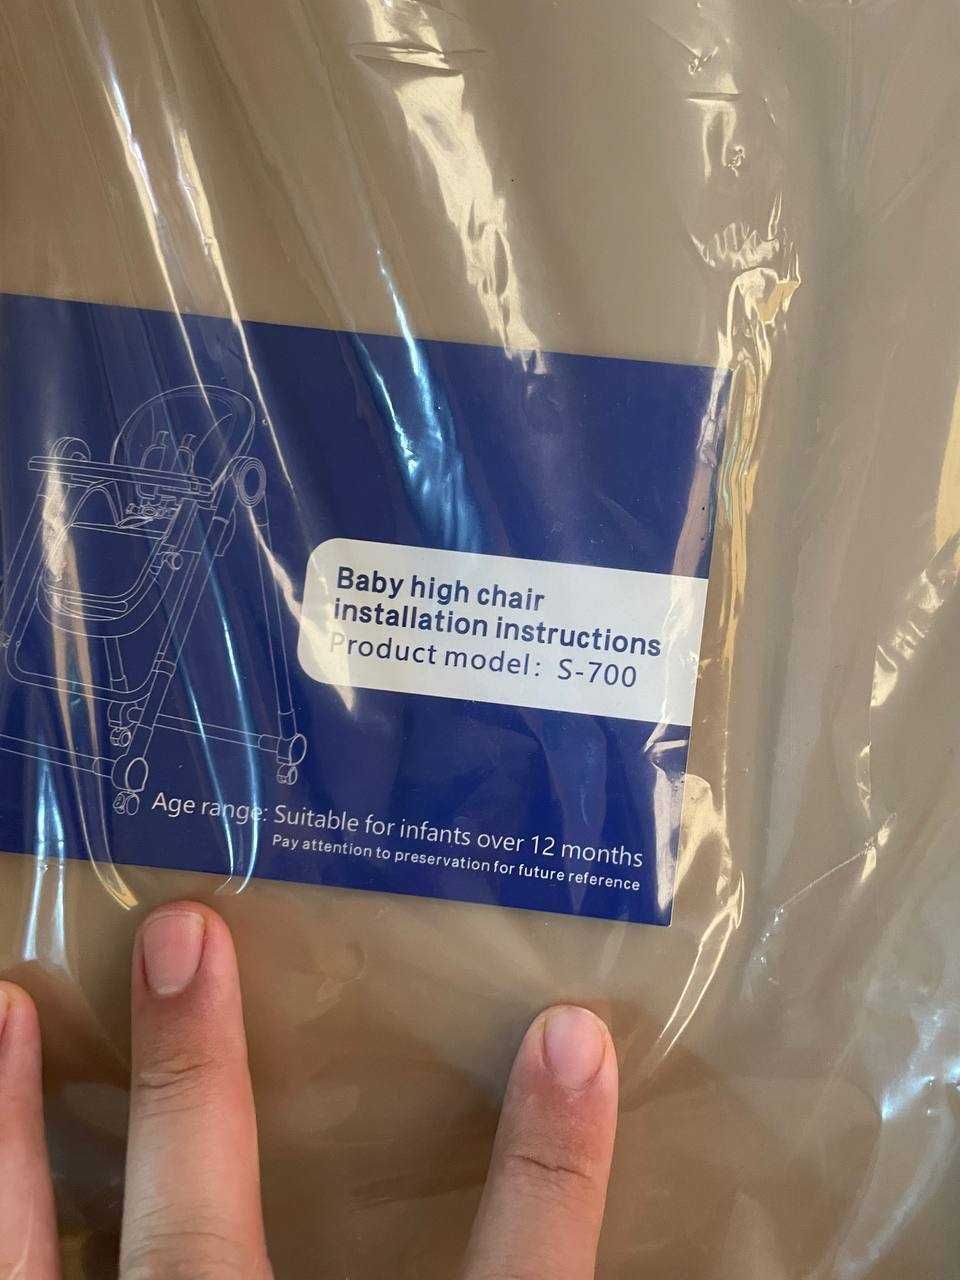 Baby high chair
installation instructions
Product model: S-700
Age range: Suitable for infants over 12 months
Pay attention to preservation for future reference